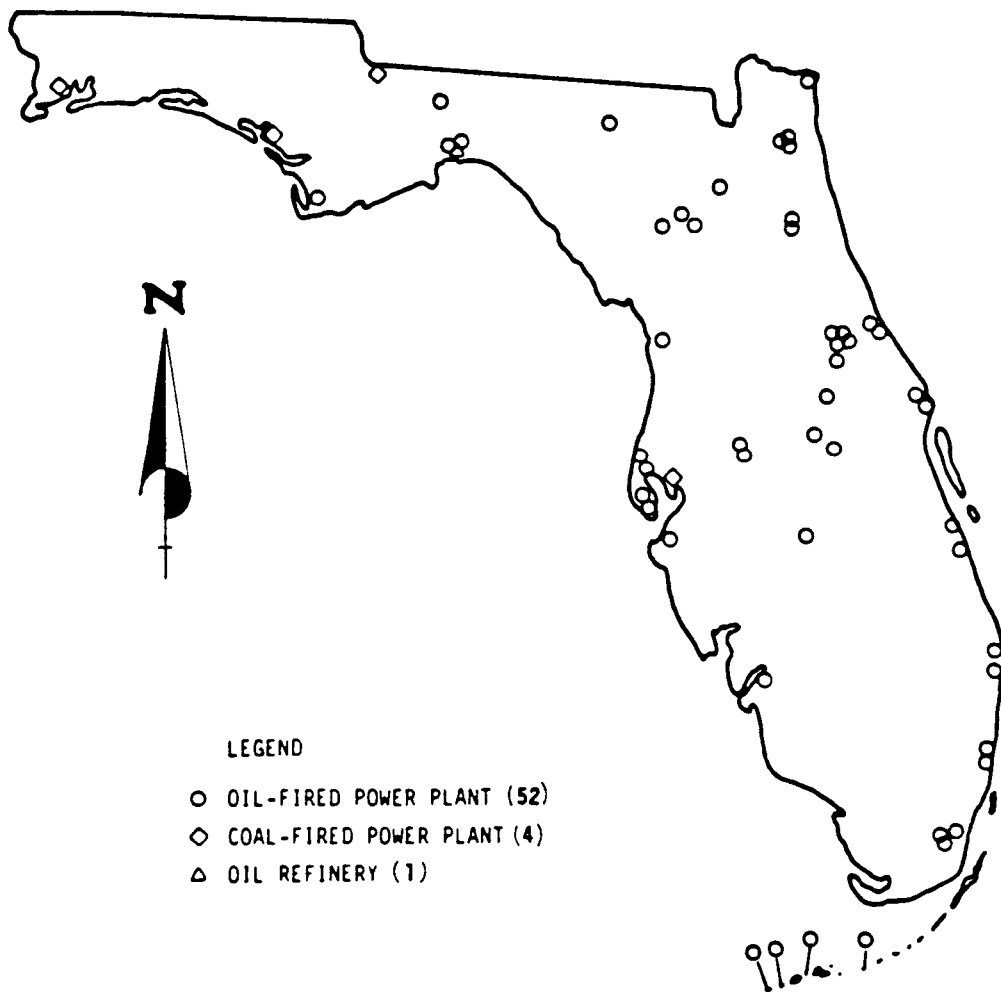 N
LEGEND
OIL-FIRED POWER PLANT (52)
COAL-FIRED POWER PLANT (4)
OIL REFINERY (1)